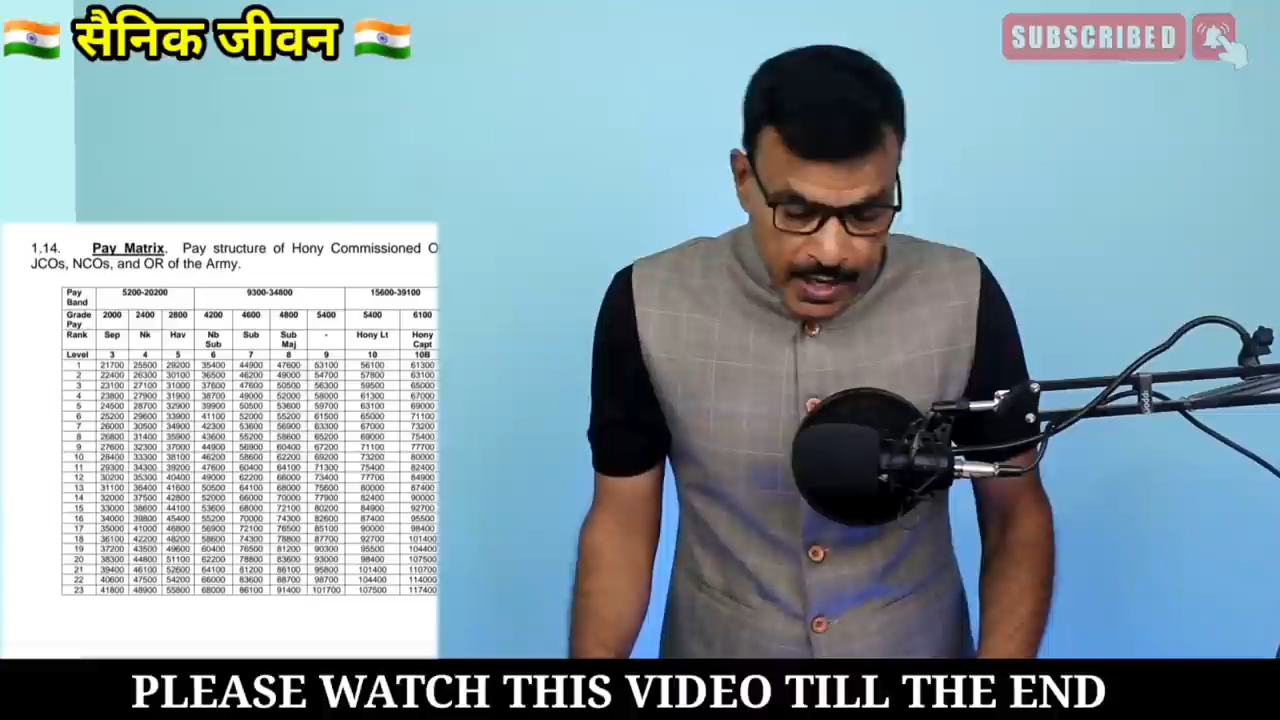 सैनिक जीवन
SUBSCRIBED
1.14. Pay Matrix. Pay structure of Hony Commissioned O
JCOs, NCOs, and OR of the Army.
Pay Band 5200-20200 9300-34800 15600-39100
Grade Pay 2000 2400 2800 4200 4600 4800 5400 5400 6100
Rank Sep Nk Hav Nb Sub Sub Sub Maj - Hony Lt Hony Capt
Level 3 4 5 6 7 8 9 10 10B
1 21700 25500 29200 35400 44900 47600 53100 56100 61300
2 22400 26300 30100 36500 46200 49000 54700 57800 63100
3 23100 27100 31000 37600 47600 50500 56300 59500 65000
4 23800 27900 31900 38700 49000 52000 58000 61300 67000
5 24500 28700 32900 39900 50500 53600 59700 63100 69000
6 25200 29600 33900 41100 52000 55200 61500 65000 71100
7 26000 30500 34900 42300 53600 56900 63300 67000 73200
8 26800 31400 35900 43600 55200 58600 65200 69000 75400
9 27600 32300 37000 44900 56900 60400 67200 71100 77700
10 28400 33300 38100 46200 58600 62200 69200 73200 80000
11 29300 34300 39200 47600 60400 64100 71300 75400 82400
12 30200 35300 40400 49000 62200 66000 73400 77700 84900
13 31100 36400 41600 50500 64100 68000 75600 80000 87400
14 32000 37500 42800 52000 66000 70000 77900 82400 90000
15 33000 38600 44100 53600 68000 72100 80200 84900 92700
16 34000 39800 45400 55200 70000 74300 82600 87400 95500
17 35000 41000 46800 56900 72100 76500 85100 90000 98400
18 36100 42200 48200 58600 74300 78800 87700 92700 101400
19 37200 43500 49600 60400 76500 81200 90300 95500 104400
20 38300 44800 51100 62200 78800 83600 93000 98400 107500
21 39400 46100 52600 64100 81200 86100 95800 101400 110700
22 40600 47500 54200 66000 83600 88700 98700 104400 114000
23 41800 48900 55800 68000 86100 91400 101700 107500 117400
PLEASE WATCH THIS VIDEO TILL THE END